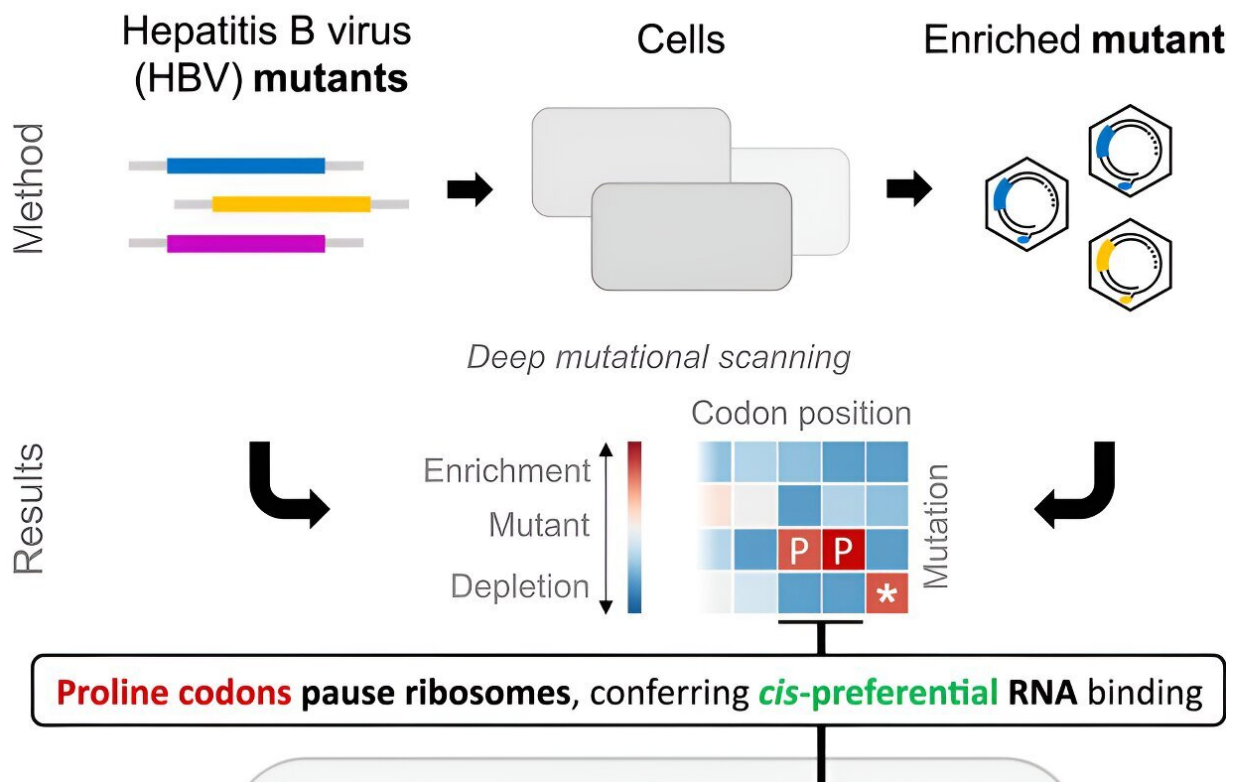 Hepatitis B virus
(HBV) mutants
Cells
Enriched mutant
Method
Deep mutational scanning
Results
Codon position
Enrichment
Mutant
Depletion
P P
*
Mutation
Proline codons pause ribosomes, conferring cis-preferential RNA binding